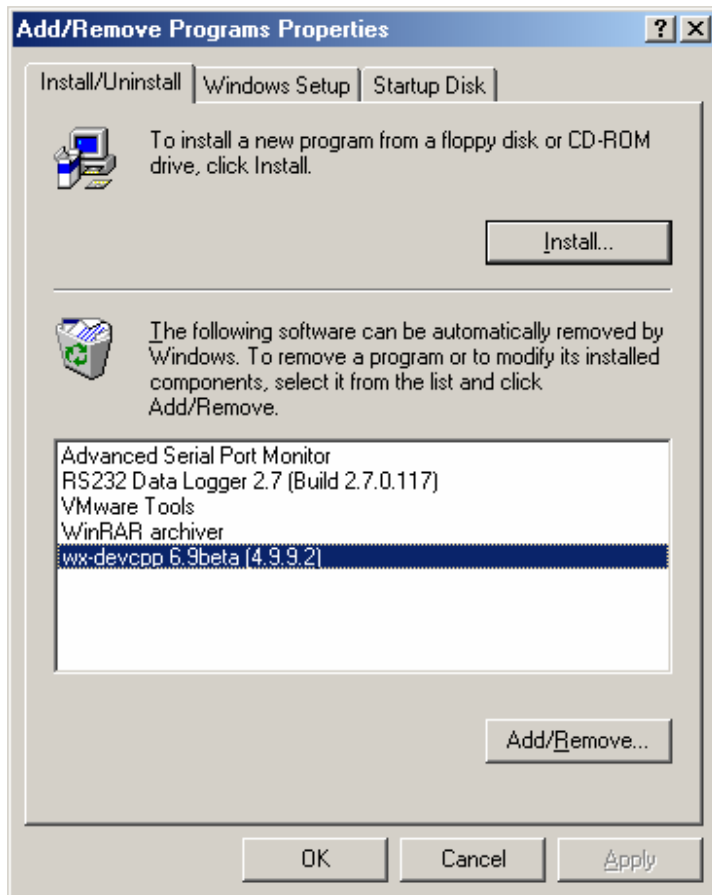 Add/Remove Programs Properties
Install/Uninstall Windows Setup Startup Disk
To install a new program from a floppy disk or CD-ROM
drive, click Install.
Install...
The following software can be automatically removed by
Windows. To remove a program or to modify its installed
components, select it from the list and click
Add/Remove.
Advanced Serial Port Monitor
RS232 Data Logger 2.7 (Build 2.7.0.117)
VMware Tools
WinRAR archiver
wx-devcpp 6.9beta (4.9.9.2)
Add/Remove...
OK Cancel Apply